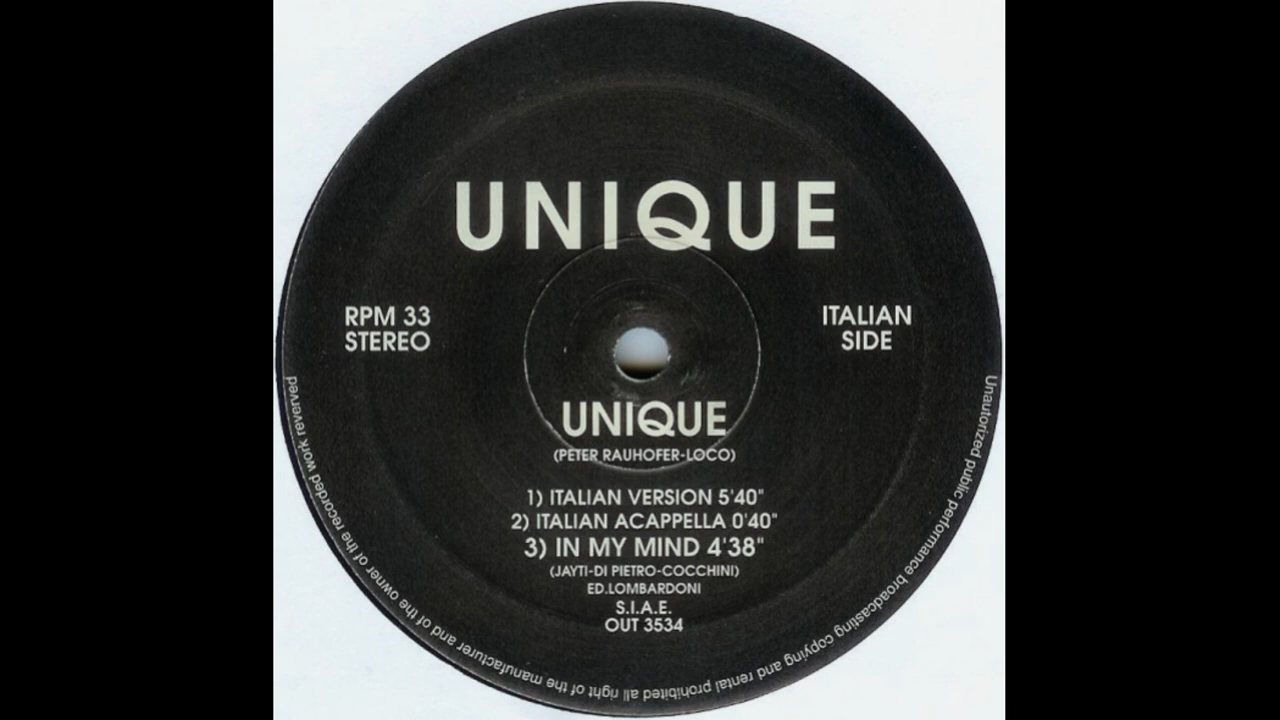 UNIQUE
RPM 33
STEREO
ITALIAN
SIDE
UNIQUE
(PETER RAUHOFER-LOCO)
1) ITALIAN VERSION 5'40"
2) ITALIAN ACAPPELLA 0'40"
3) IN MY MIND 4'38"
(JAYTI-DI PIETRO-COCCHINI)
ED.LOMBARDONI
S.I.A.E.
OUT 3534
Unautorized public performance broadcasting copying and rental prohibited all right of the manufacturer and of the owner of the recorded work reverved